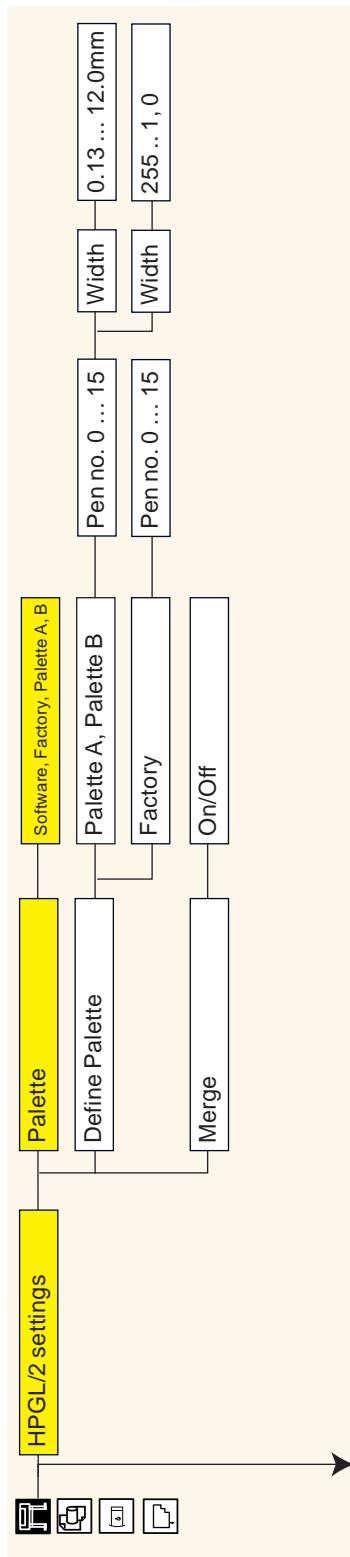 HPGL/2 settings
Palette
Software, Factory, Palette A, B
Define Palette
Palette A, Palette B
Pen no. 0 ... 15
Width
0.13 ... 12.0mm
Factory
Pen no. 0 ... 15
Width
255 .. 1, 0
Merge
On/Off